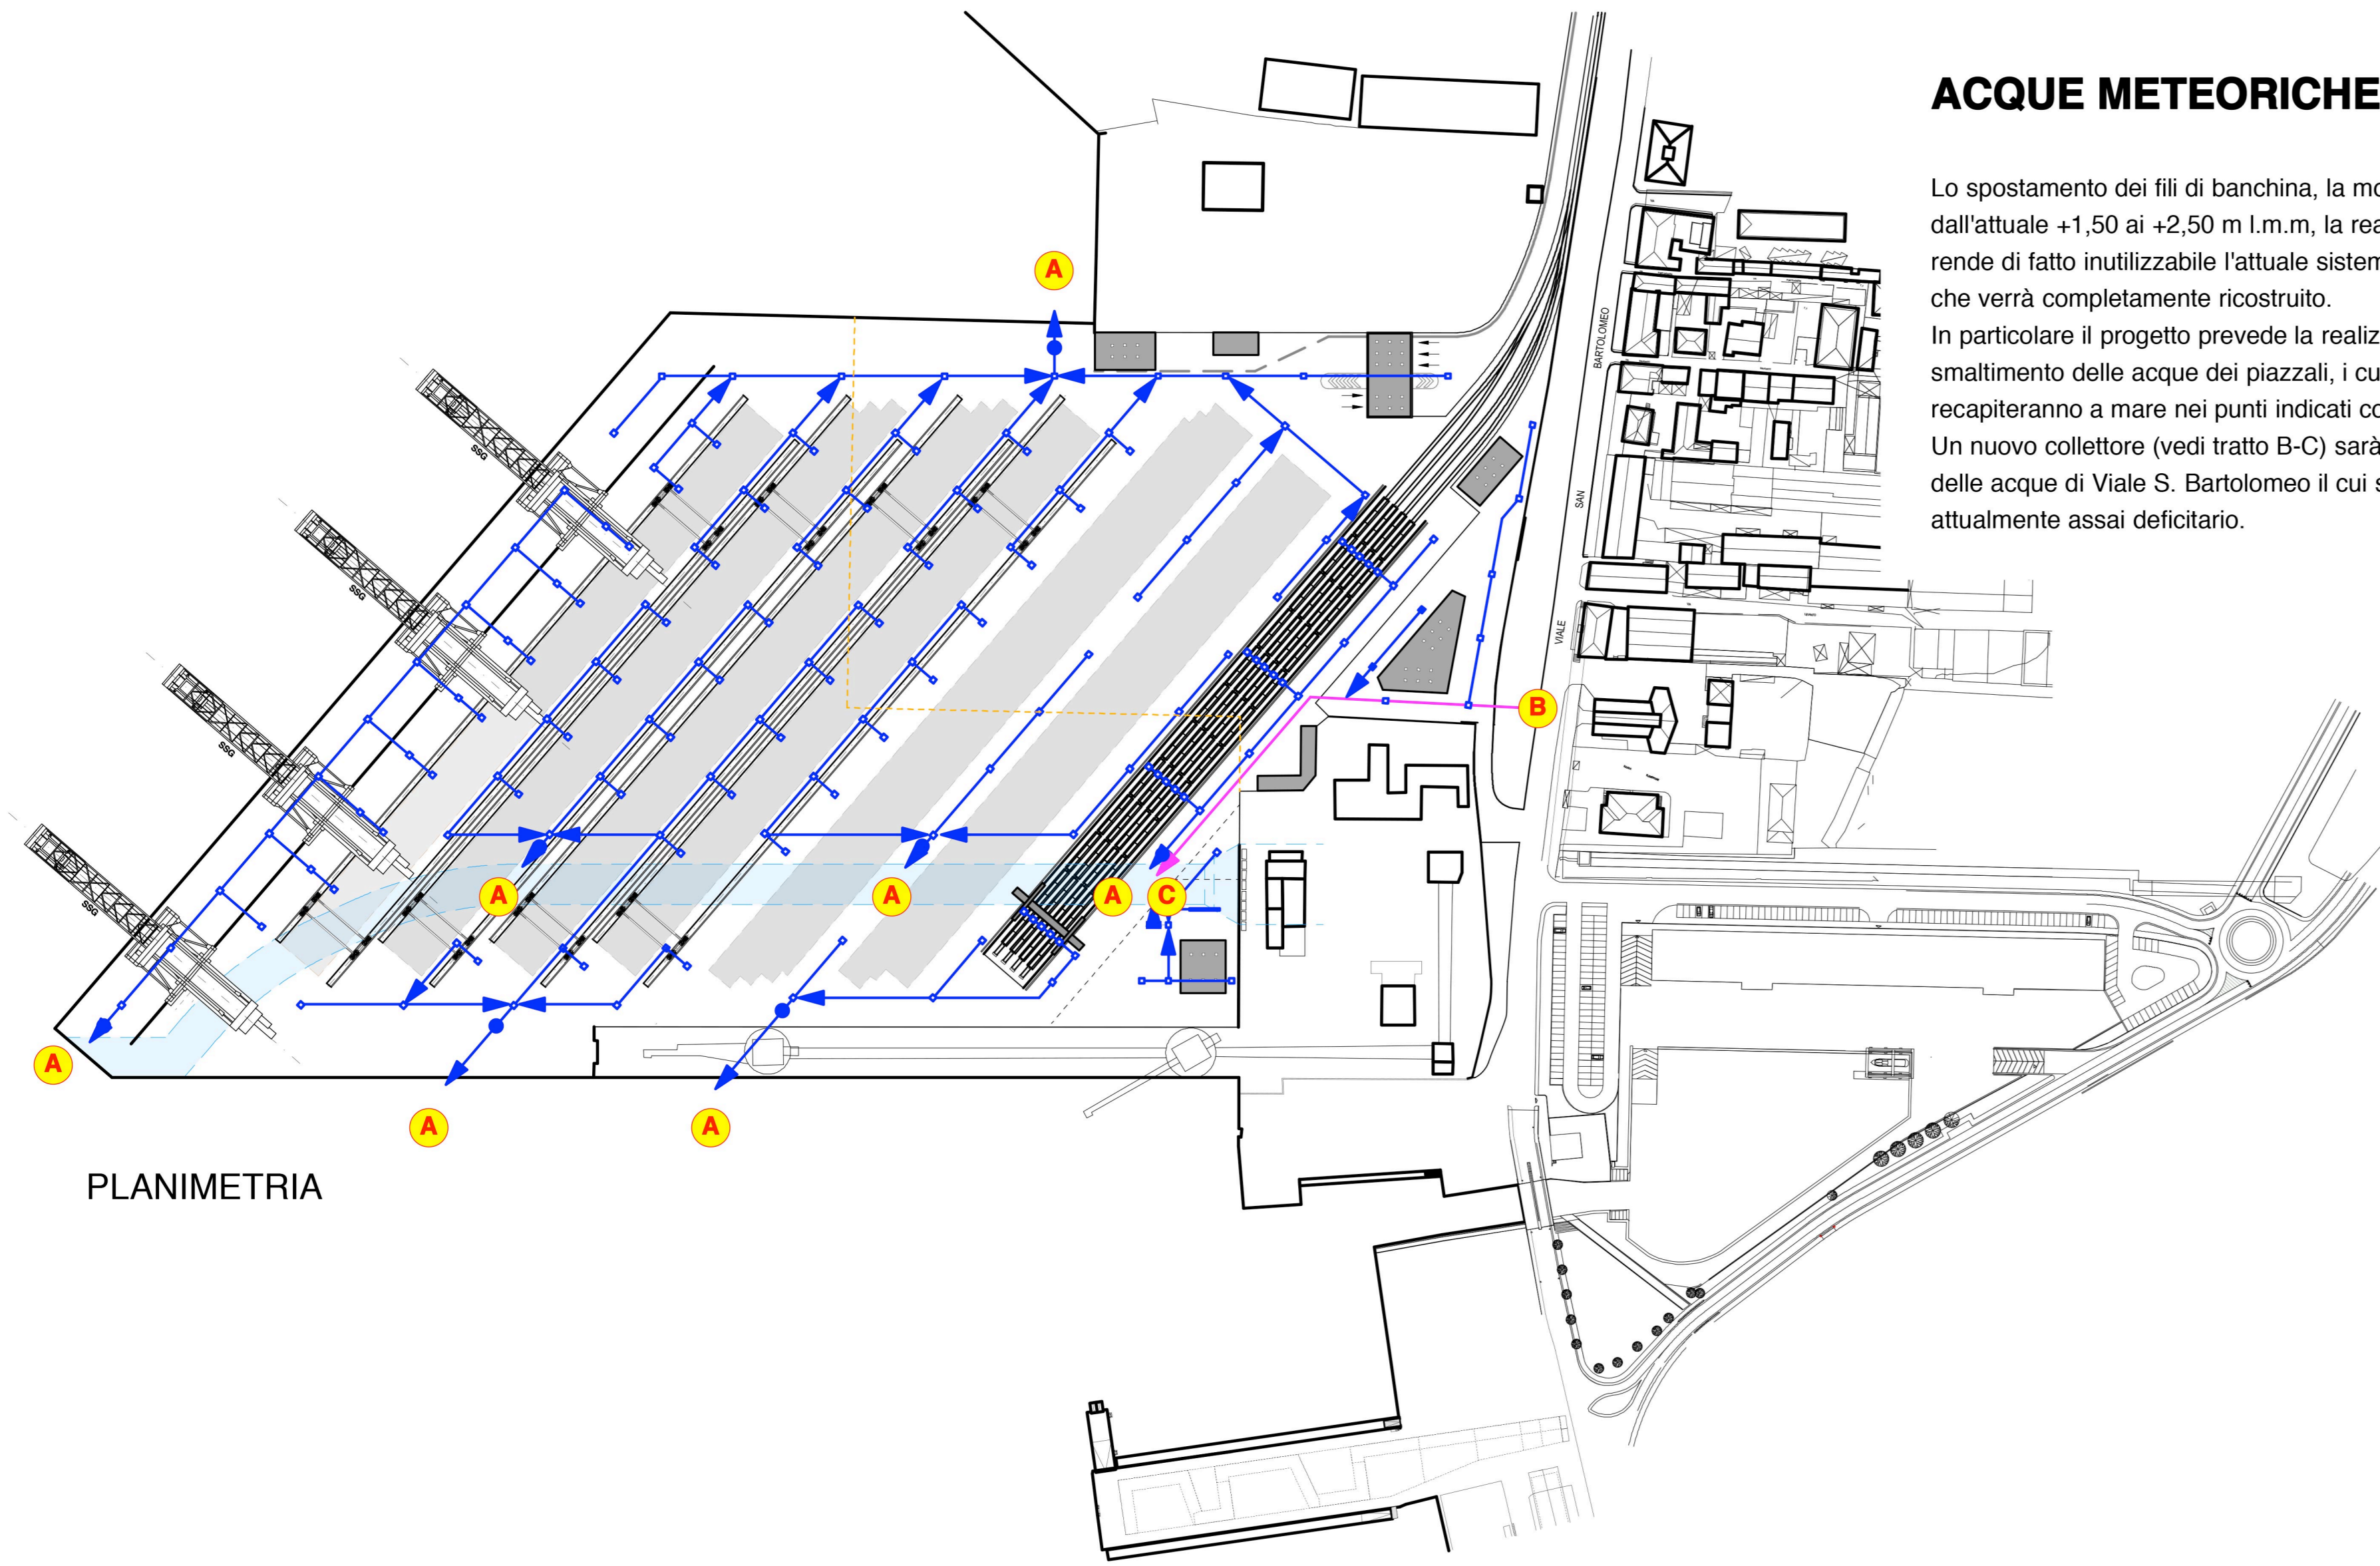 ACQUE METEORICHE
Lo spostamento dei fili di banchina, la mo
dall'attuale +1,50 ai +2,50 m l.m.m, la rea
rende di fatto inutilizzabile l'attuale sistem
che verrà completamente ricostruito.
In particolare il progetto prevede la realiz
smaltimento delle acque dei piazzali, i cu
recapiteranno a mare nei punti indicati co
Un nuovo collettore (vedi tratto B-C) sarà
delle acque di Viale S. Bartolomeo il cui s
attualmente assai deficitario.
A
SSG
SSG
SSG
SSG
VIALE
SAN
BARTOLOMEO
B
A
A
A
C
A
A
A
PLANIMETRIA